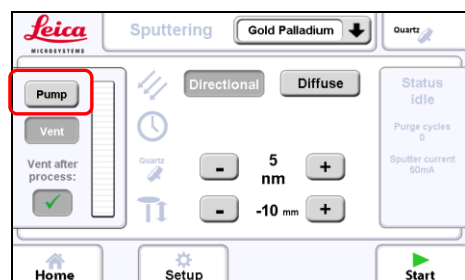 Leica
MICROSYSTEMS
Sputtering
Gold Palladium
Quartz
Pump
Vent
Vent after
process:
Directional
Diffuse
Quartz
- 5 +
nm
- -10 mm +
Status
idle
Purge cycles
0
Sputter current
50mA
Home
Setup
Start